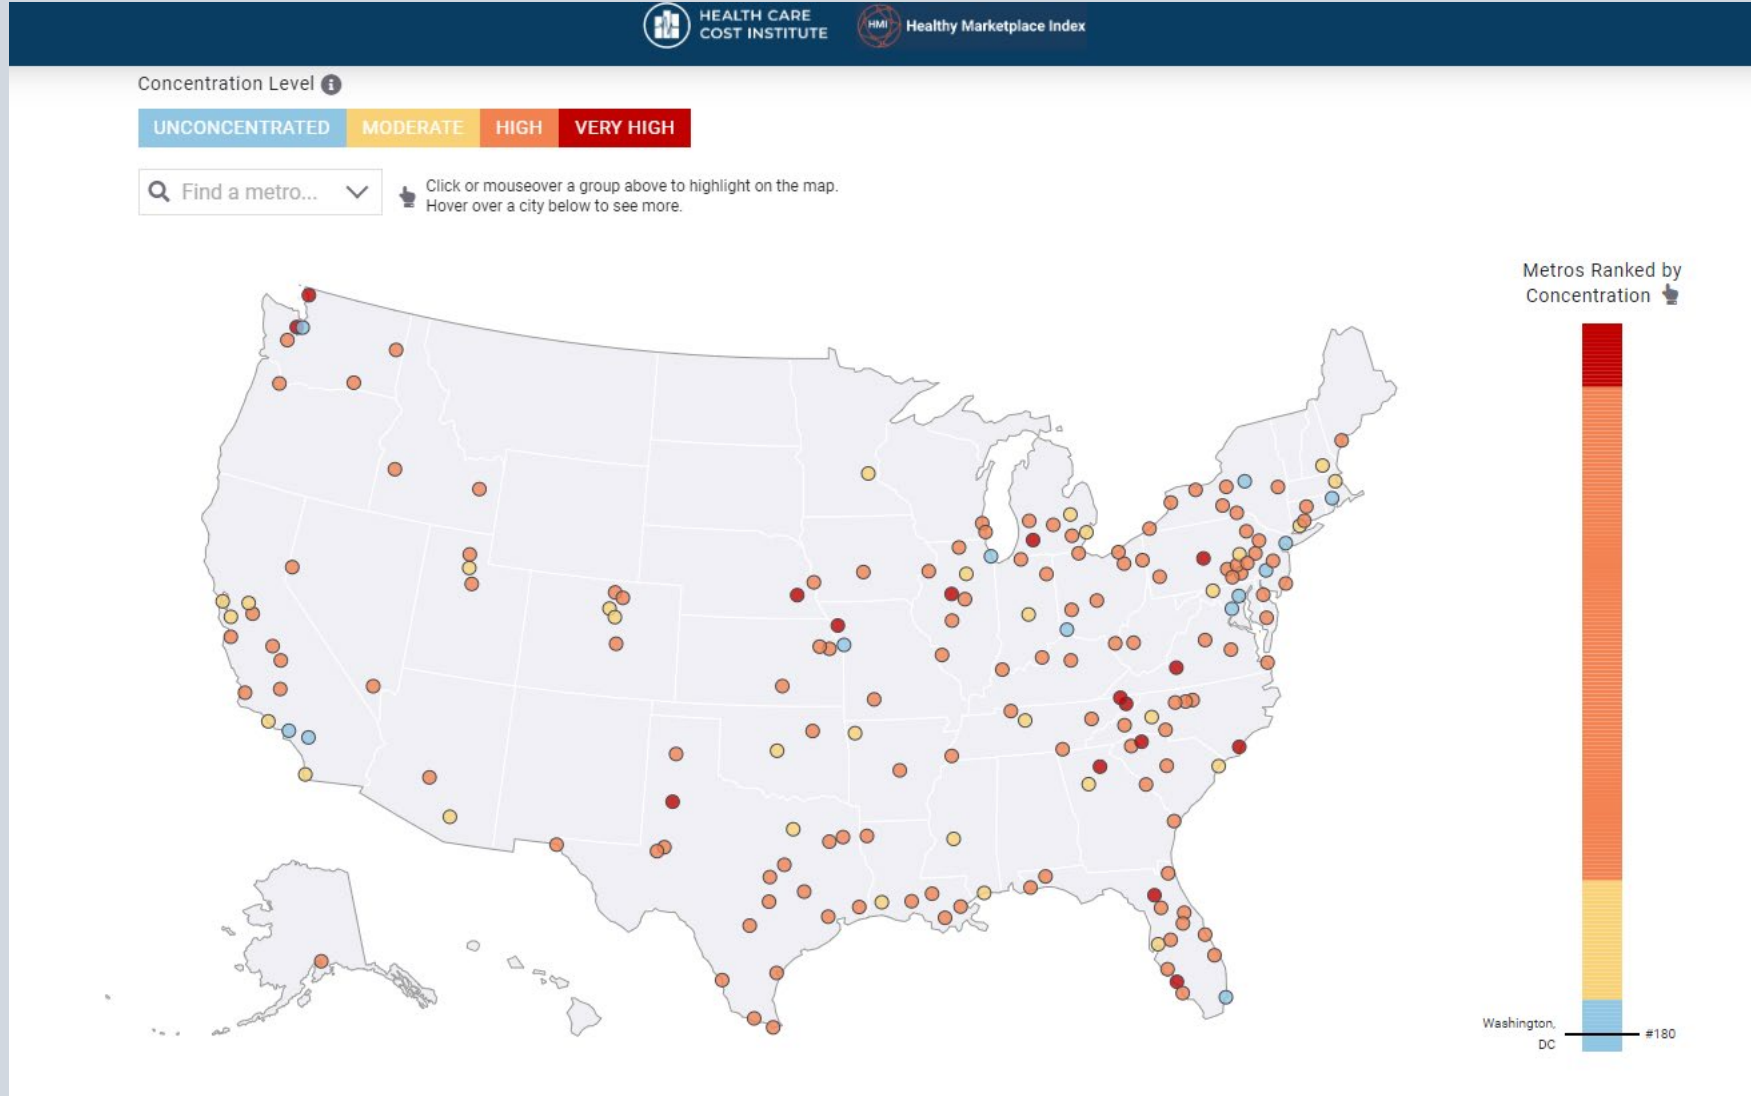 HEALTH CARE
COST INSTITUTE
HMI
Healthy Marketplace Index
Concentration Level i
UNCONCENTRATED
MODERATE
HIGH
VERY HIGH
Find a metro...
Click or mouseover a group above to highlight on the map.
Hover over a city below to see more.
Metros Ranked by
Concentration
Washington,
DC
#180